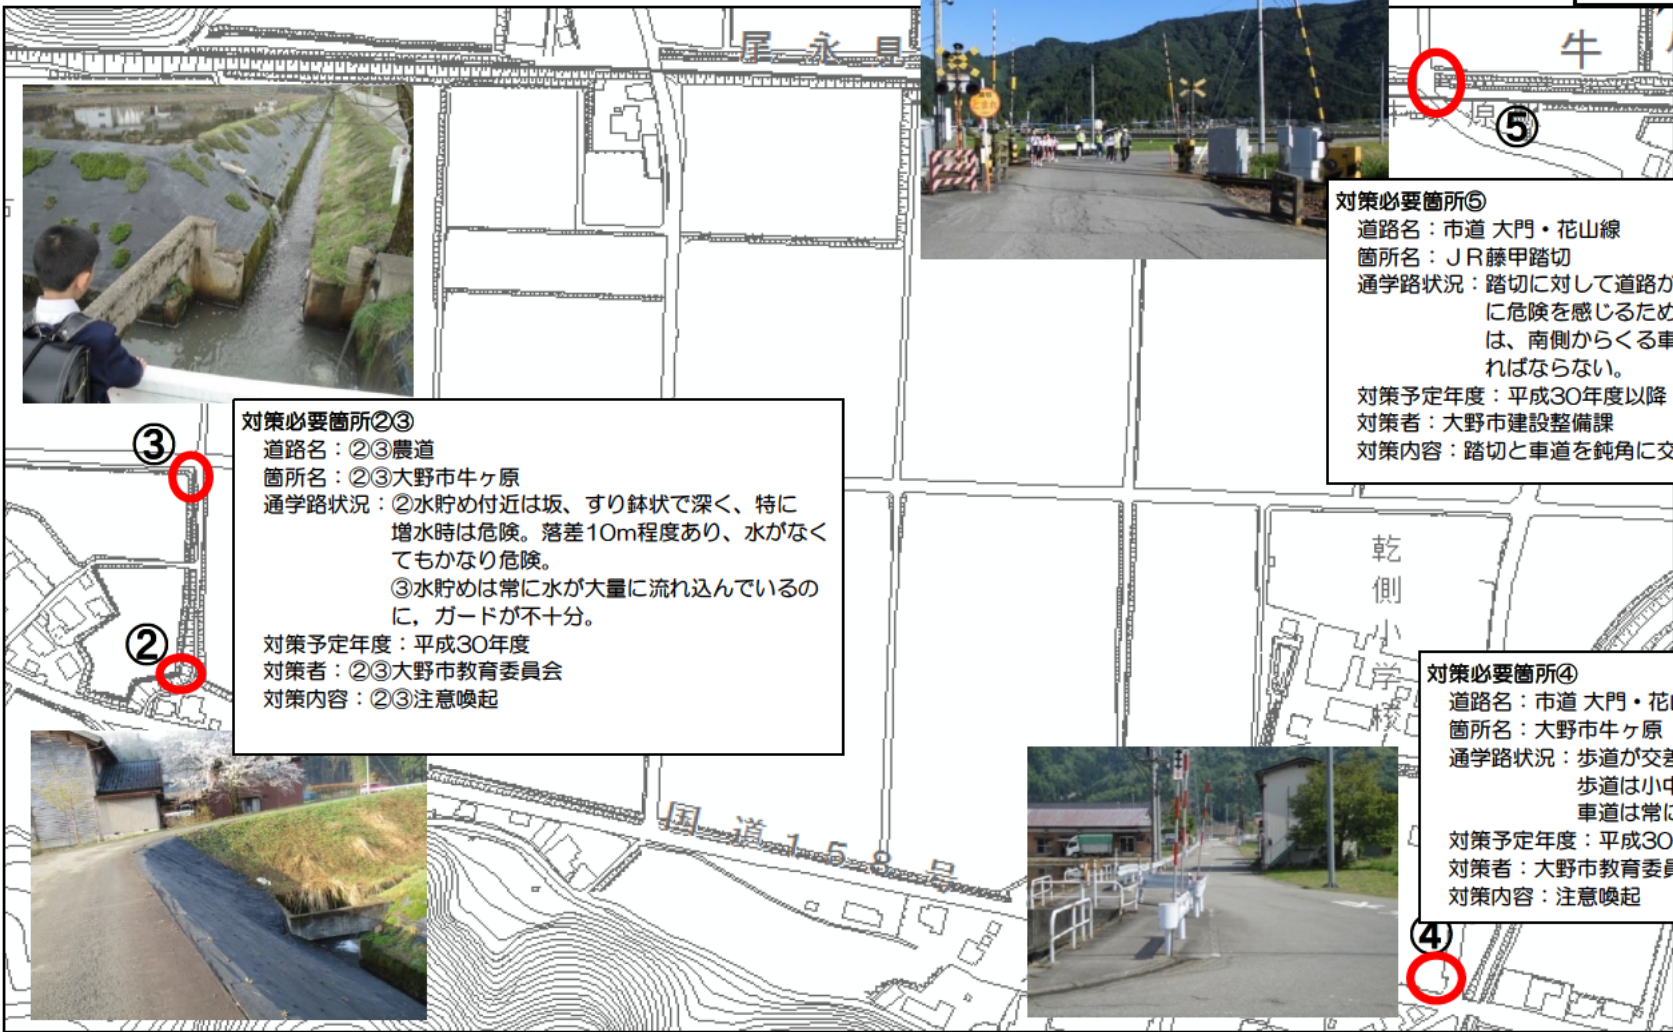 尾永見
牛
⑤
止まれ
対策必要箇所⑤
道路名：市道 大門・花山線
箇所名：ＪＲ藤甲踏切
通学路状況：踏切に対して道路が
に危険を感じるため
は、南側からくる車
ればならない。
対策予定年度：平成30年度以降
対策者：大野市建設整備課
対策内容：踏切と車道を鈍角に交
③
対策必要箇所②③
道路名：②③農道
箇所名：②③大野市牛ヶ原
通学路状況：②水貯め付近は坂、すり鉢状で深く、特に
増水時は危険。落差10m程度あり、水がなく
てもかなり危険。
③水貯めは常に水が大量に流れ込んでいるの
に，ガードが不十分。
対策予定年度：平成30年度
対策者：②③大野市教育委員会
対策内容：②③注意喚起
②
乾側小学校
対策必要箇所④
道路名：市道 大門・花
箇所名：大野市牛ヶ原
通学路状況：歩道が交差
歩道は小中
車道は常に
対策予定年度：平成30
対策者：大野市教育委員
対策内容：注意喚起
国道158号
④